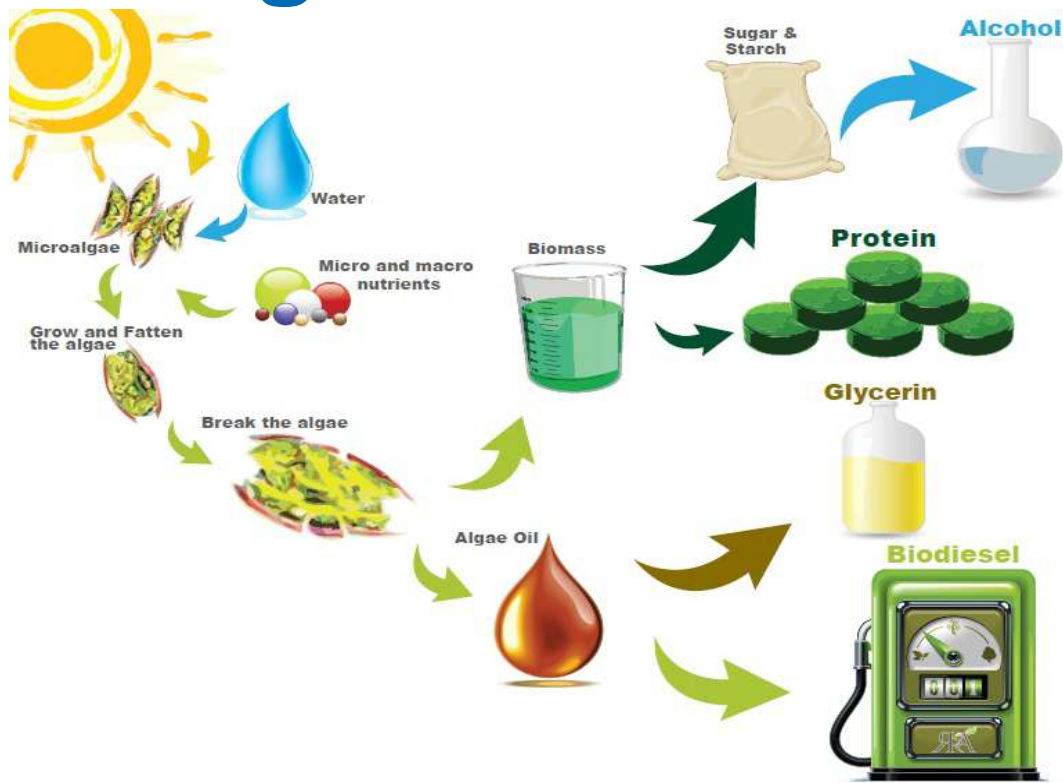 Sugar &
Starch
Alcohol
Water
Microalgae
Micro and macro
nutrients
Biomass
Protein
Grow and Fatten
the algae
Break the algae
Glycerin
Algae Oil
Biodiesel
001